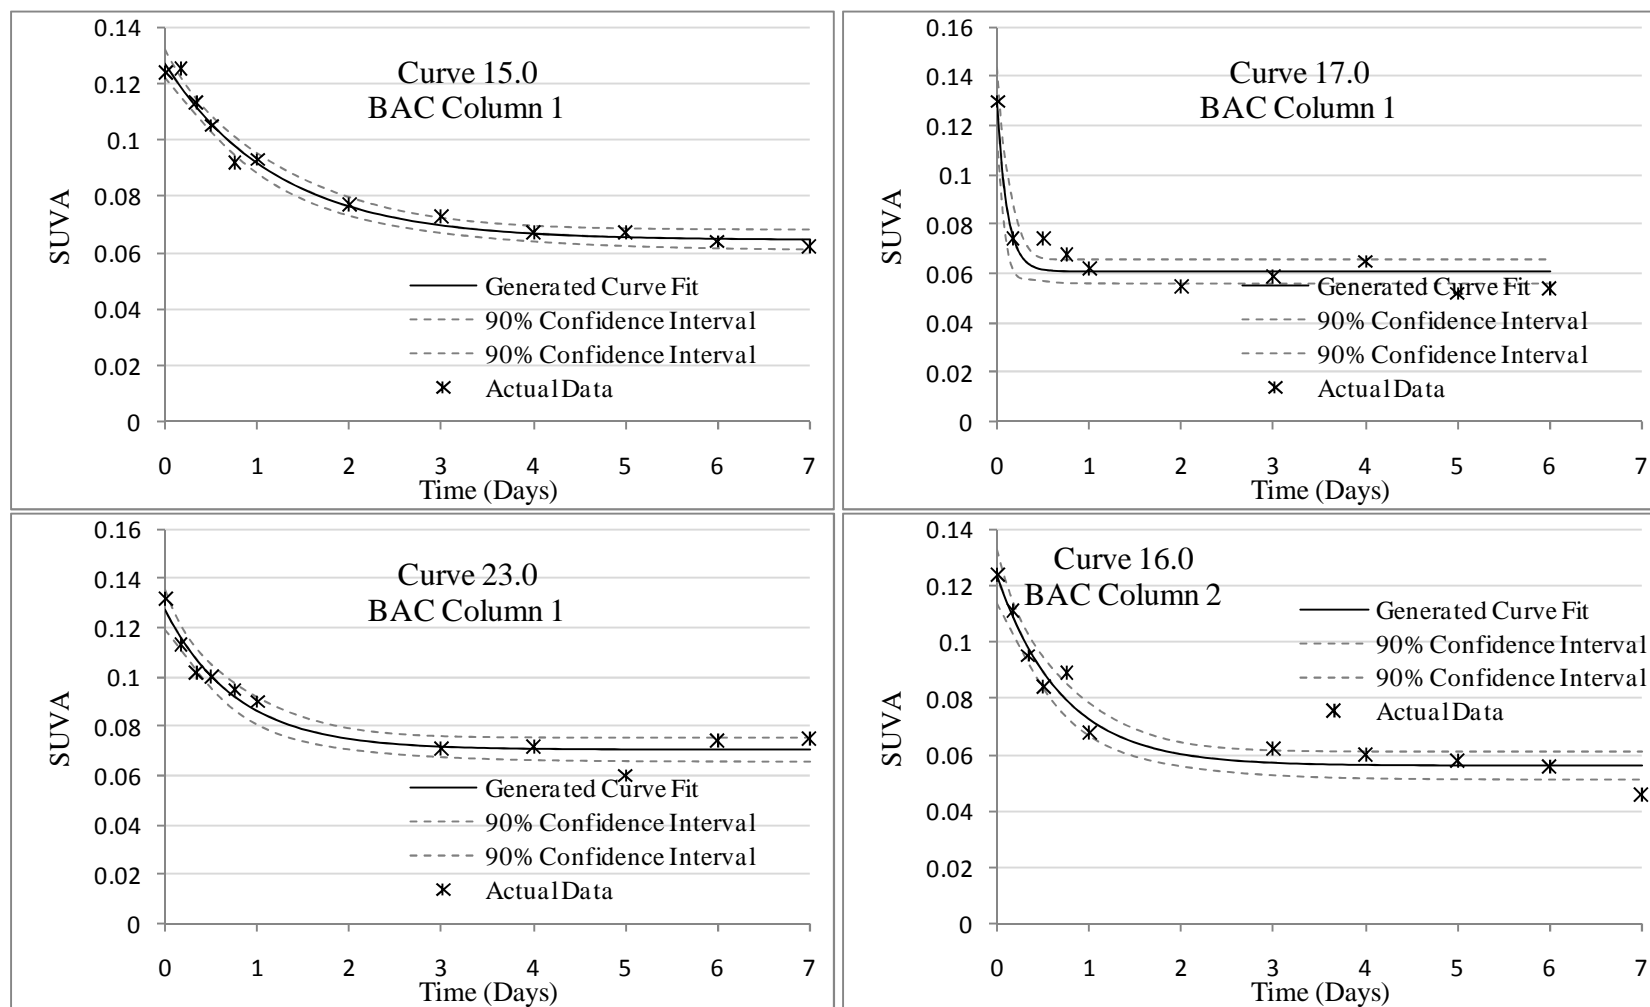 0.14
0.12
0.1
0.08
0.06
0.04
0.02
0
SUVA
Curve 15.0
BAC Column 1
Generated Curve Fit
90% Confidence Interval
90% Confidence Interval
Actual Data
0 1 2 3 4 5 6 7
Time (Days)
0.16
0.14
0.12
0.1
0.08
0.06
0.04
0.02
0
SUVA
Curve 17.0
BAC Column 1
Generated Curve Fit
90% Confidence Interval
90% Confidence Interval
Actual Data
0 1 2 3 4 5 6 7
Time (Days)
0.16
0.14
0.12
0.1
0.08
0.06
0.04
0.02
0
SUVA
Curve 23.0
BAC Column 1
Generated Curve Fit
90% Confidence Interval
90% Confidence Interval
Actual Data
0 1 2 3 4 5 6 7
Time (Days)
0.14
0.12
0.1
0.08
0.06
0.04
0.02
0
SUVA
Curve 16.0
BAC Column 2
Generated Curve Fit
90% Confidence Interval
90% Confidence Interval
Actual Data
0 1 2 3 4 5 6 7
Time (Days)